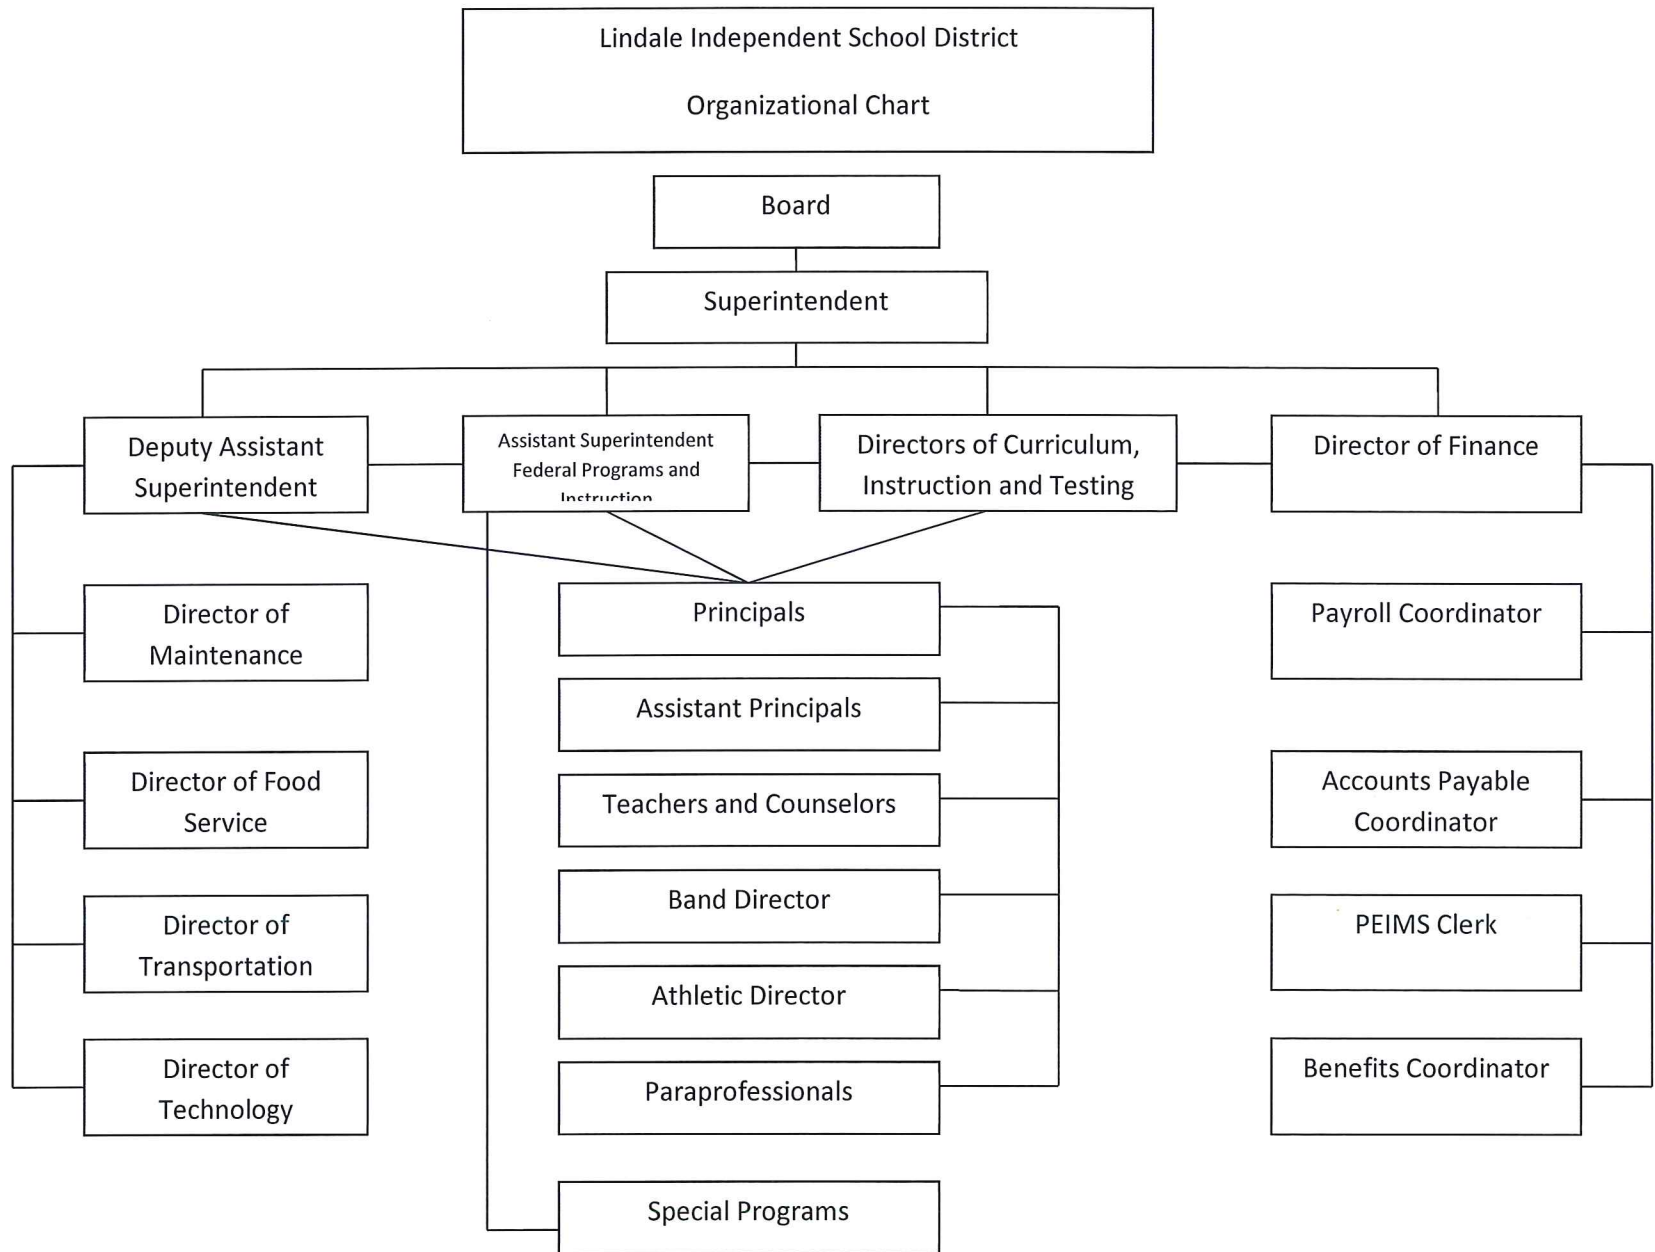 Lindale Independent School District
Organizational Chart
Board
Superintendent
Deputy Assistant
Superintendent
Assistant Superintendent
Federal Programs and
Instruction
Directors of Curriculum,
Instruction and Testing
Director of Finance
Director of
Maintenance
Director of Food
Service
Director of
Transportation
Director of
Technology
Principals
Assistant Principals
Teachers and Counselors
Band Director
Athletic Director
Paraprofessionals
Special Programs
Payroll Coordinator
Accounts Payable
Coordinator
PEIMS Clerk
Benefits Coordinator